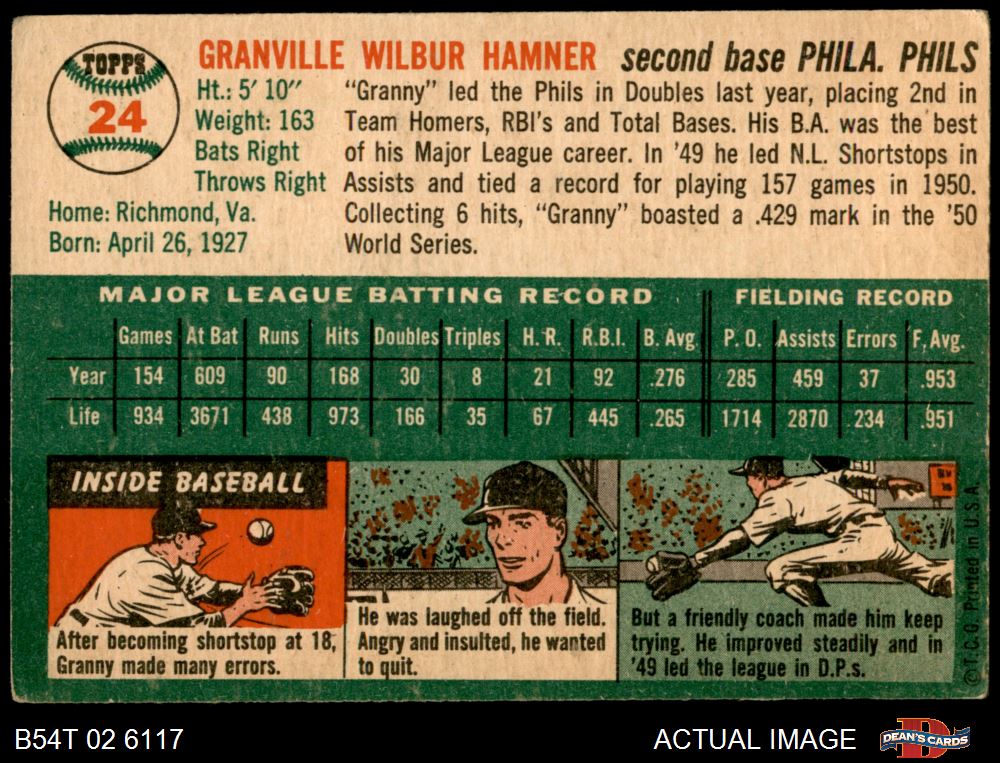 TOPPS
24
GRANVILLE WILBUR HAMNER second base PHILA. PHILS
Ht.: 5' 10"
Weight: 163
Bats Right
Throws Right
Home: Richmond, Va.
Born: April 26, 1927
“Granny” led the Phils in Doubles last year, placing 2nd in
Team Homers, RBI's and Total Bases. His B.A. was the best
of his Major League career. In '49 he led N.L. Shortstops in
Assists and tied a record for playing 157 games in 1950.
Collecting 6 hits, “Granny” boasted a .429 mark in the '50
World Series.
MAJOR LEAGUE BATTING RECORD FIELDING RECORD
Games At Bat Runs Hits Doubles Triples H. R. R.B.I. B. Avg. P. O. Assists Errors F. Avg.
Year 154 609 90 168 30 8 21 92 .276 285 459 37 .953
Life 934 3671 438 973 166 35 67 445 .265 1714 2870 234 .951
INSIDE BASEBALL
After becoming shortstop at 18,
Granny made many errors.
He was laughed off the field.
Angry and insulted, he wanted
to quit.
But a friendly coach made him keep
trying. He improved steadily and in
'49 led the league in D.P.s.
© T. C. G. Printed in U.S.A.
B54T 02 6117
ACTUAL IMAGE
DEAN'S CARDS